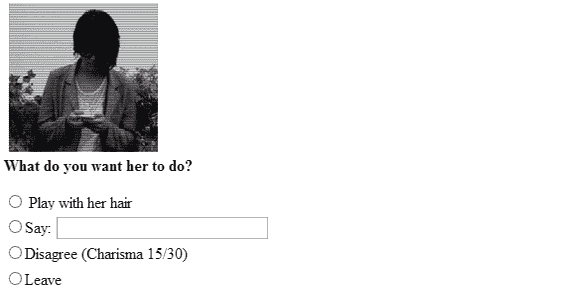 What do you want her to do?
Play with her hair
Say:
Disagree (Charisma 15/30)
Leave